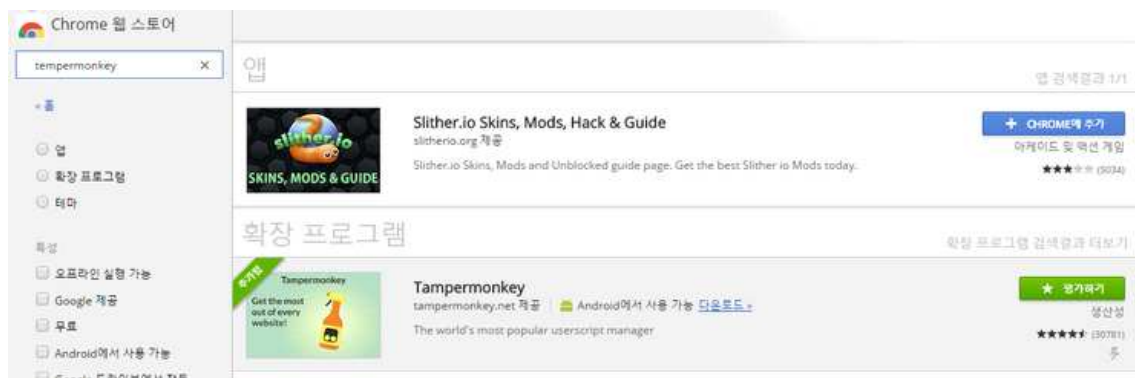 Chrome 웹 스토어
tempermonkey ×
« 홈
앱
확장 프로그램
테마
특성
오프라인 실행 가능
Google 제공
무료
Android에서 사용 가능
앱
앱 검색결과 1/1
slither.io
SKINS, MODS & GUIDE
Slither.io Skins, Mods, Hack & Guide
slitherio.org 제공
Slither.io Skins, Mods and Unblocked guide page. Get the best Slither io Mods today.
+ CHROME에 추가
아케이드 및 액션 게임
(5034)
확장 프로그램
확장 프로그램 검색결과 더보기
추가됨
Tampermonkey
Get the most
out of every
website!
Tampermonkey
tampermonkey.net 제공 Android에서 사용 가능 다운로드 »
The world's most popular userscript manager
★ 평가하기
생산성
(30781)